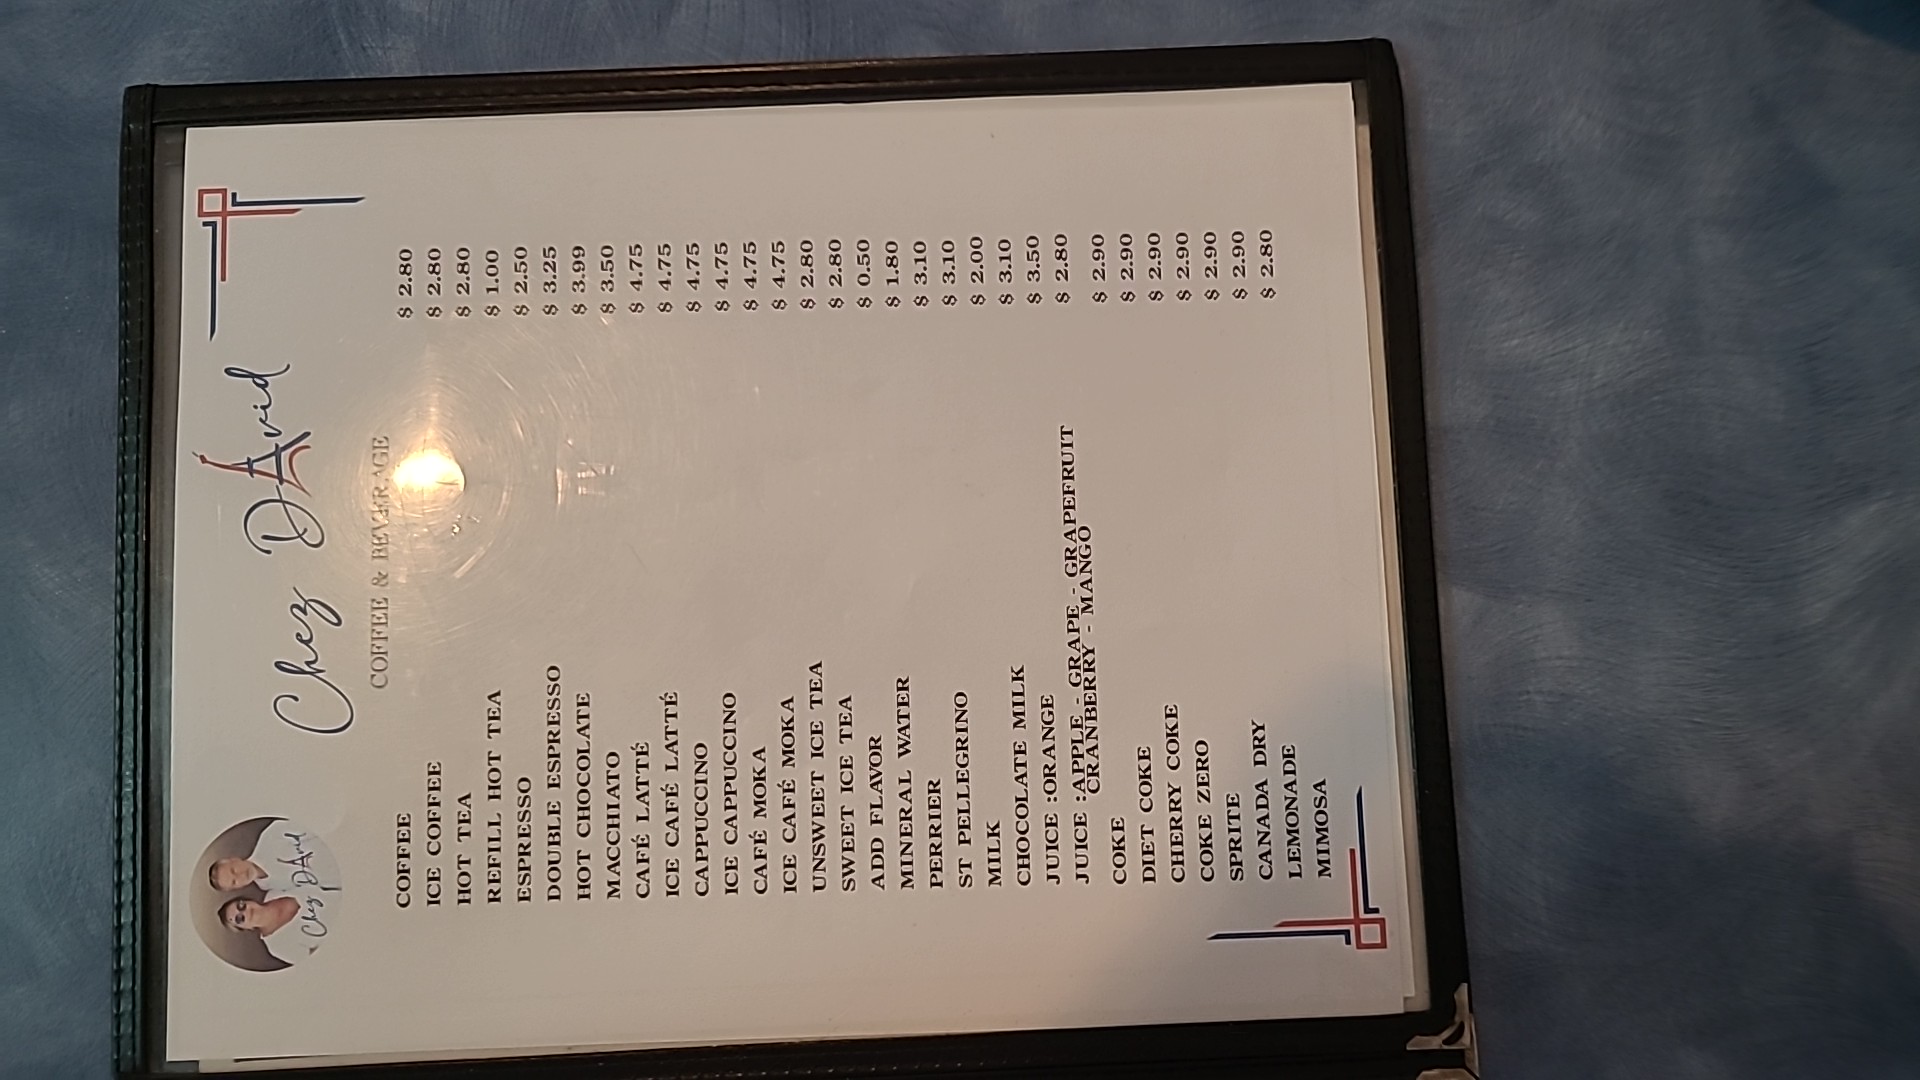 Chez DAvid
Chez DAvid
COFFEE & BEVERAGE
COFFEE $ 2.80
ICE COFFEE $ 2.80
HOT TEA $ 2.80
REFILL HOT TEA $ 1.00
ESPRESSO $ 2.50
DOUBLE ESPRESSO $ 3.25
HOT CHOCOLATE $ 3.99
MACCHIATO $ 3.50
CAFÉ LATTÉ $ 4.75
ICE CAFÉ LATTÉ $ 4.75
CAPPUCCINO $ 4.75
ICE CAPPUCCINO $ 4.75
CAFÉ MOKA $ 4.75
ICE CAFÉ MOKA $ 4.75
UNSWEET ICE TEA $ 2.80
SWEET ICE TEA $ 2.80
ADD FLAVOR $ 0.50
MINERAL WATER $ 1.80
PERRIER $ 3.10
ST PELLEGRINO $ 3.10
MILK $ 2.00
CHOCOLATE MILK $ 3.10
JUICE :ORANGE $ 3.50
JUICE :APPLE - GRAPE - GRAPEFRUIT $ 2.80
CRANBERRY - MANGO
COKE $ 2.90
DIET COKE $ 2.90
CHERRY COKE $ 2.90
COKE ZERO $ 2.90
SPRITE $ 2.90
CANADA DRY $ 2.90
LEMONADE $ 2.80
MIMOSA